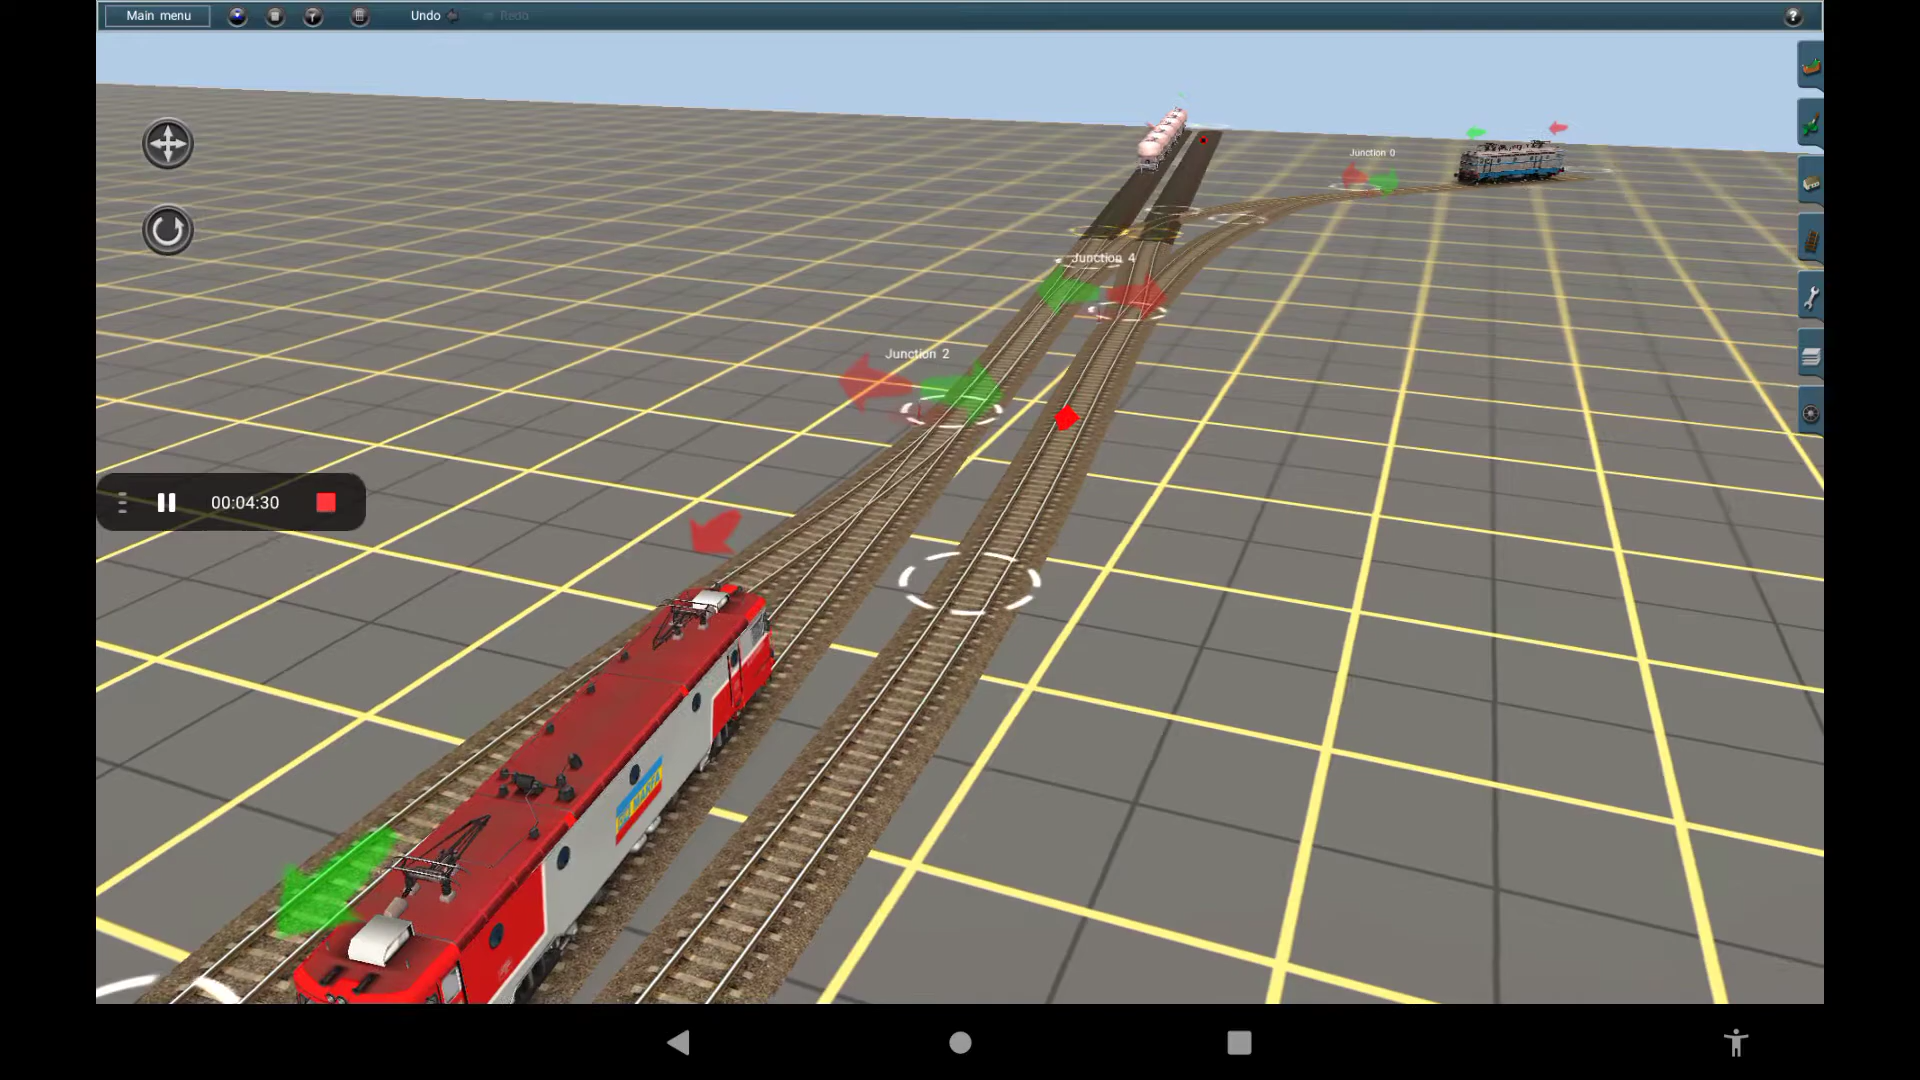 Main menu
Undo
Redo
?
Junction 0
Junction 4
Junction 2
00:04:30